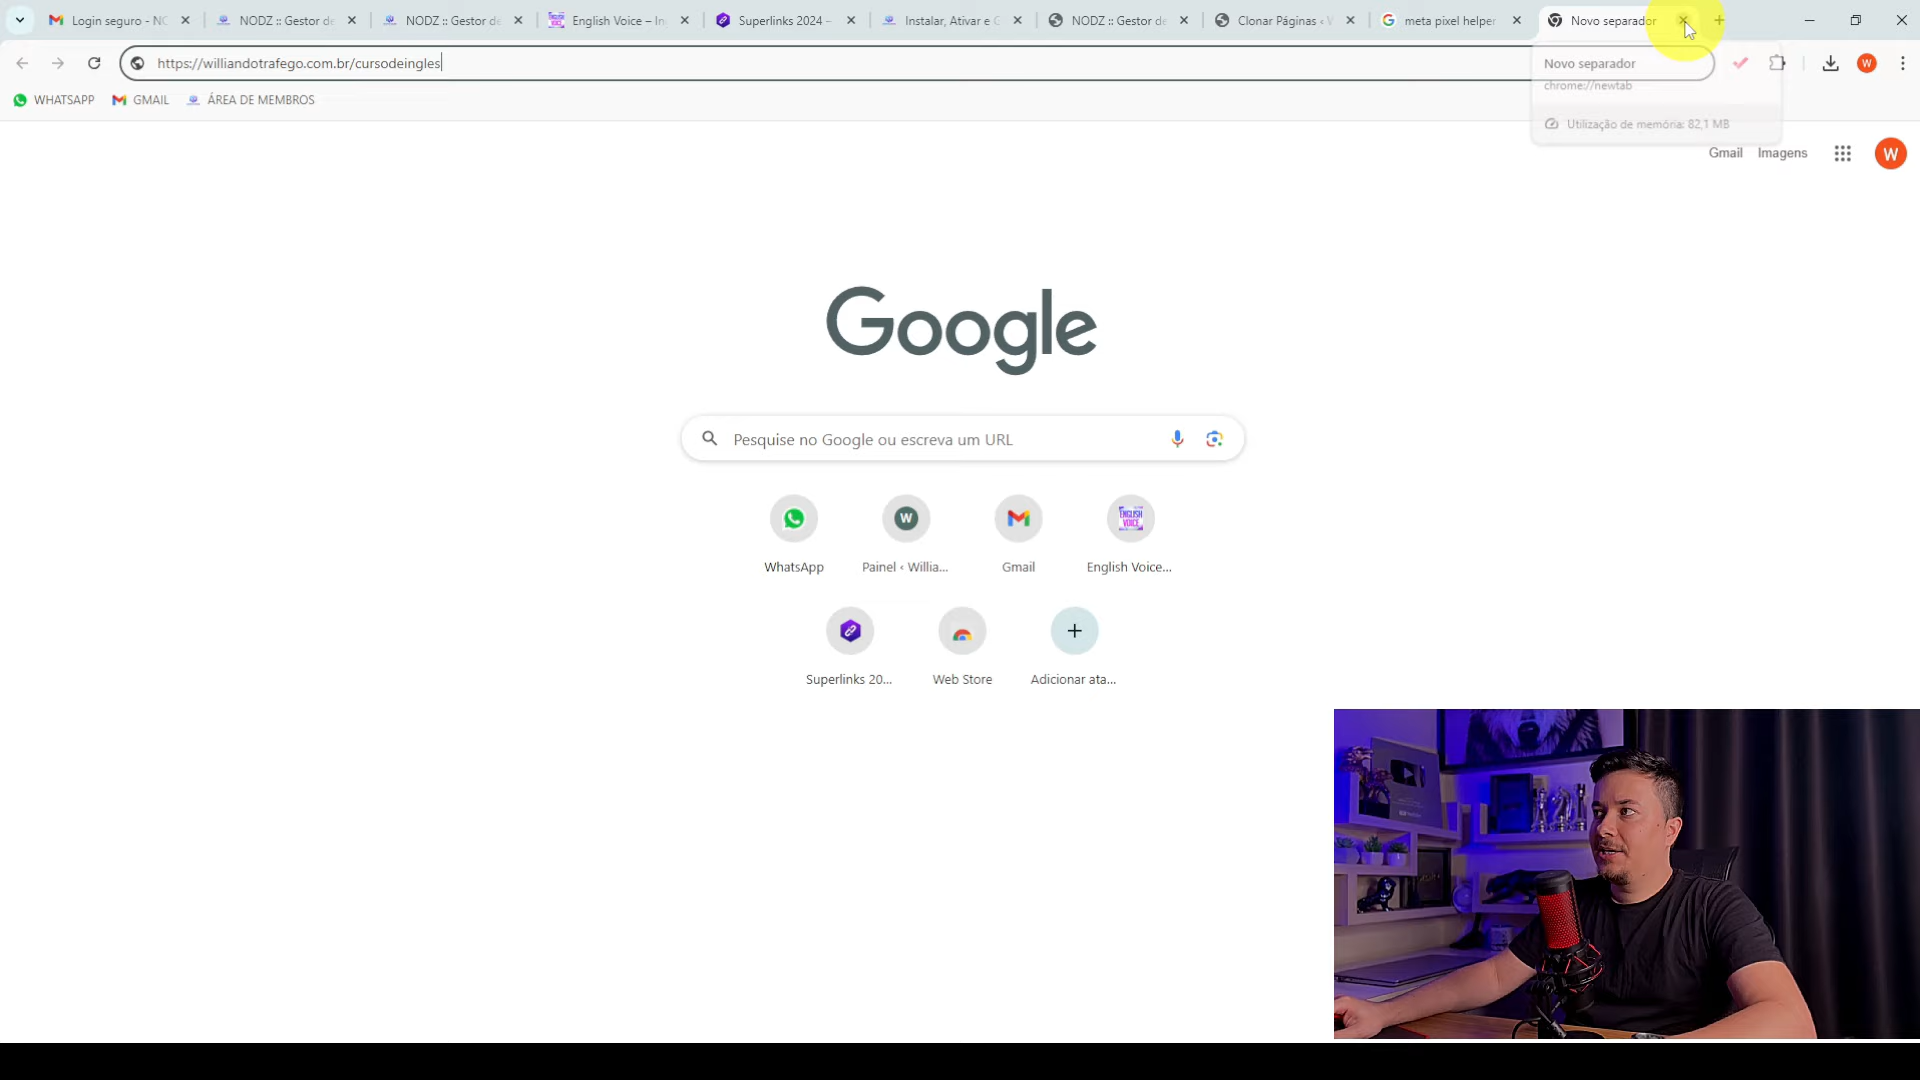 Login seguro - NO
NODZ :: Gestor de
NODZ :: Gestor de
English Voice – In
Superlinks 2024 –
Instalar, Ativar e C
NODZ :: Gestor de
Clonar Páginas ‹ W
meta pixel helper
Novo separador
https://williandotrafego.com.br/cursodeingles
Novo separador
chrome://newtab
Utilização de memória: 82,1 MB
W
WHATSAPP
GMAIL
ÁREA DE MEMBROS
Gmail
Imagens
W
Google
Pesquise no Google ou escreva um URL
W
ENGLISH VOICE
WhatsApp
Painel ‹ Willia...
Gmail
English Voice...
Superlinks 20...
Web Store
Adicionar ata...